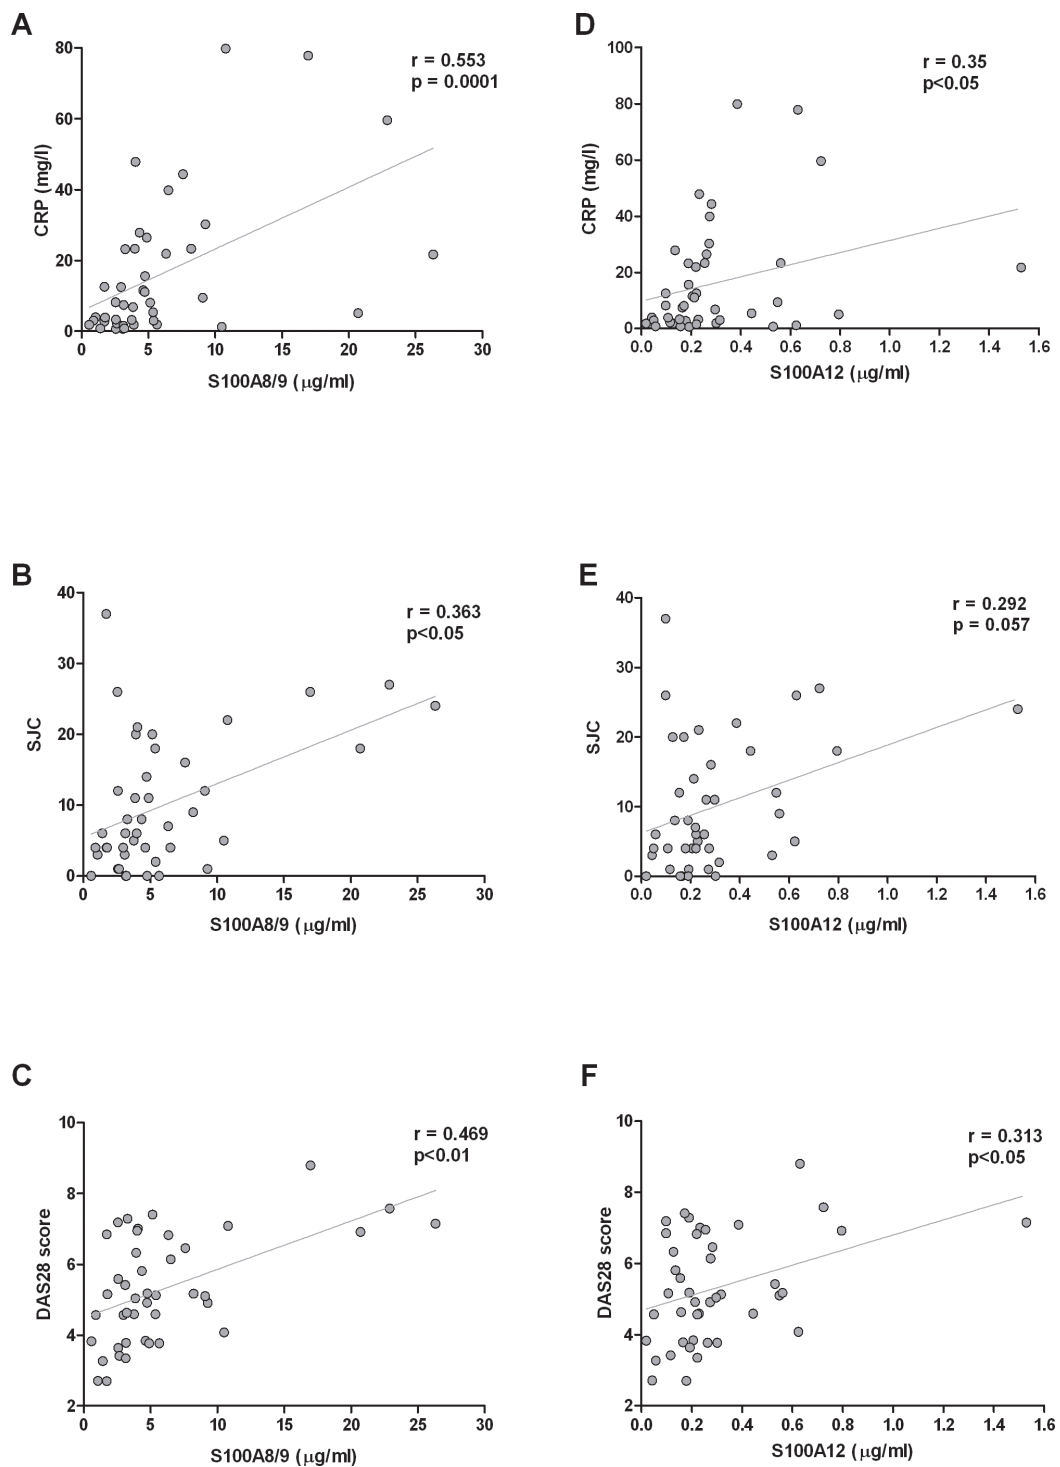 A
80
60
40
20
0
CRP (mg/l)
r = 0.553
p = 0.0001
0 5 10 15 20 25 30
S100A8/9 (μg/ml)
D
100
80
60
40
20
0
CRP (mg/l)
r = 0.35
p<0.05
0.0 0.2 0.4 0.6 0.8 1.0 1.2 1.4 1.6
S100A12 (μg/ml)
B
40
30
20
10
0
SJC
r = 0.363
p<0.05
0 5 10 15 20 25 30
S100A8/9 (μg/ml)
E
40
30
20
10
0
SJC
r = 0.292
p = 0.057
0.0 0.2 0.4 0.6 0.8 1.0 1.2 1.4 1.6
S100A12 (μg/ml)
C
10
8
6
4
2
DAS28 score
r = 0.469
p<0.01
0 5 10 15 20 25 30
S100A8/9 (μg/ml)
F
10
8
6
4
2
DAS28 score
r = 0.313
p<0.05
0.0 0.2 0.4 0.6 0.8 1.0 1.2 1.4 1.6
S100A12 (μg/ml)